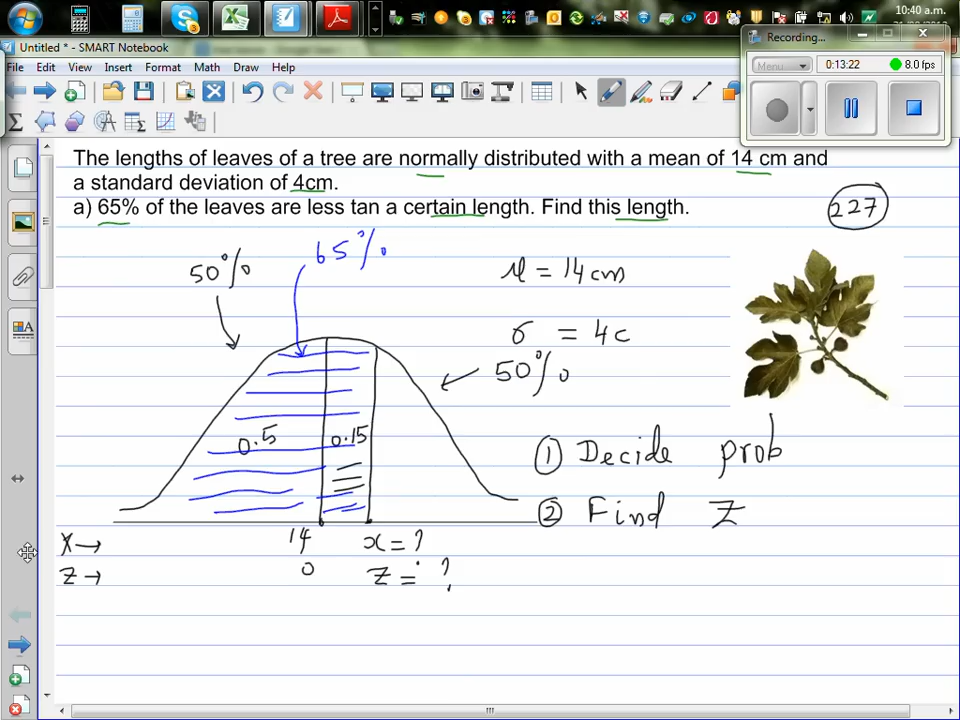 10:40 a.m.
Untitled * - SMART Notebook
Recording...
File Edit View Insert Format Math Draw Help
Menu 0:13:22 8.0 fps
The lengths of leaves of a tree are normally distributed with a mean of 14 cm and
a standard deviation of 4cm.
a) 65% of the leaves are less tan a certain length. Find this length.
227
50% 65% μ = 14cm
σ = 4c
50%
0.5 0.15
① Decide prob
② Find Z
14 x = ?
X→
Z→ 0 z = ?